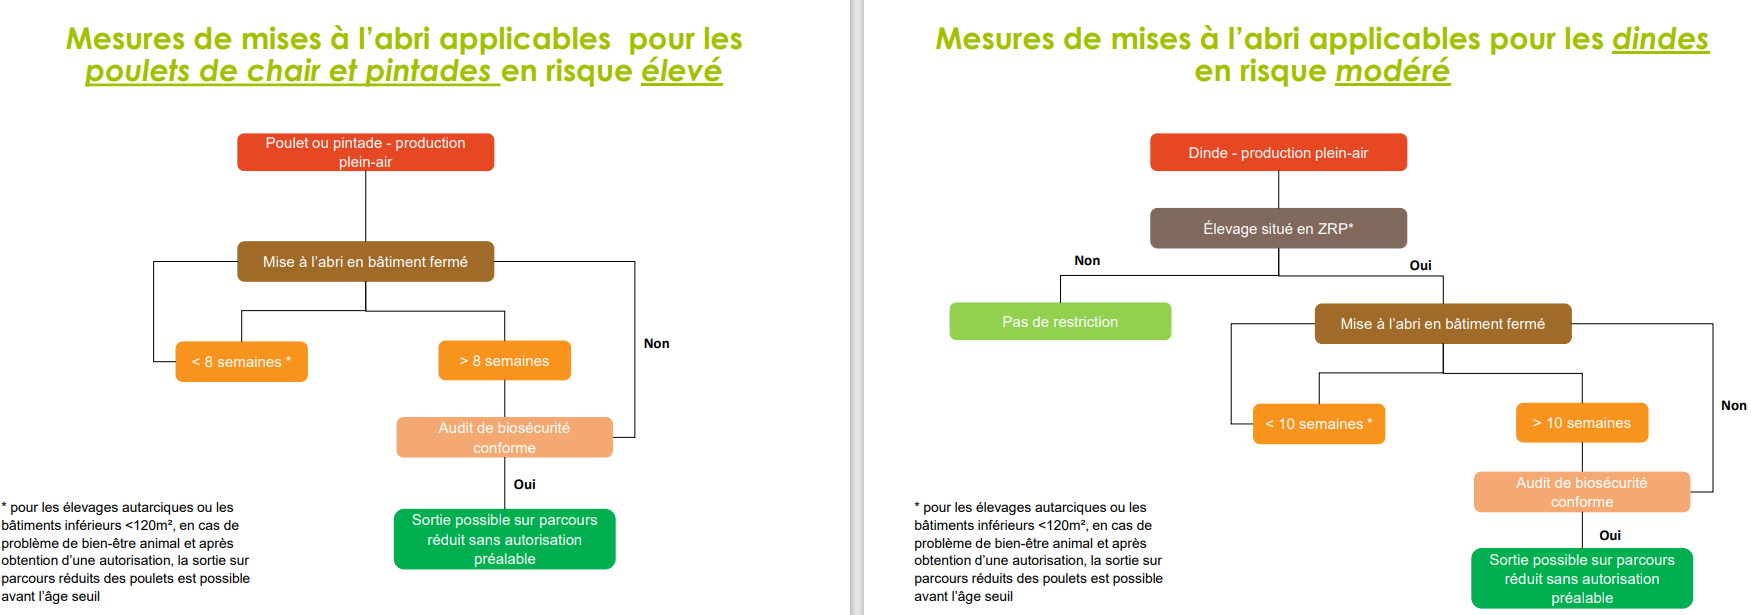 Mesures de mises à l’abri applicables  pour les
poulets de chair et pintades en risque élevé
Poulet ou pintade - production
plein-air
Mise à l’abri en bâtiment fermé
Non
< 8 semaines *
> 8 semaines
Audit de biosécurité
conforme
Oui
Sortie possible sur parcours
réduit sans autorisation
préalable
* pour les élevages autarciques ou les
bâtiments inférieurs <120m², en cas de
problème de bien-être animal et après
obtention d’une autorisation, la sortie sur
parcours réduits des poulets est possible
avant l’âge seuil
Mesures de mises à l’abri applicables pour les dindes
en risque modéré
Dinde - production plein-air
Élevage situé en ZRP*
Non
Oui
Pas de restriction
Mise à l’abri en bâtiment fermé
Non
< 10 semaines *
> 10 semaines
Audit de biosécurité
conforme
Oui
Sortie possible sur parcours
réduit sans autorisation
préalable
* pour les élevages autarciques ou les
bâtiments inférieurs <120m², en cas de
problème de bien-être animal et après
obtention d’une autorisation, la sortie sur
parcours réduits des poulets est possible
avant l’âge seuil